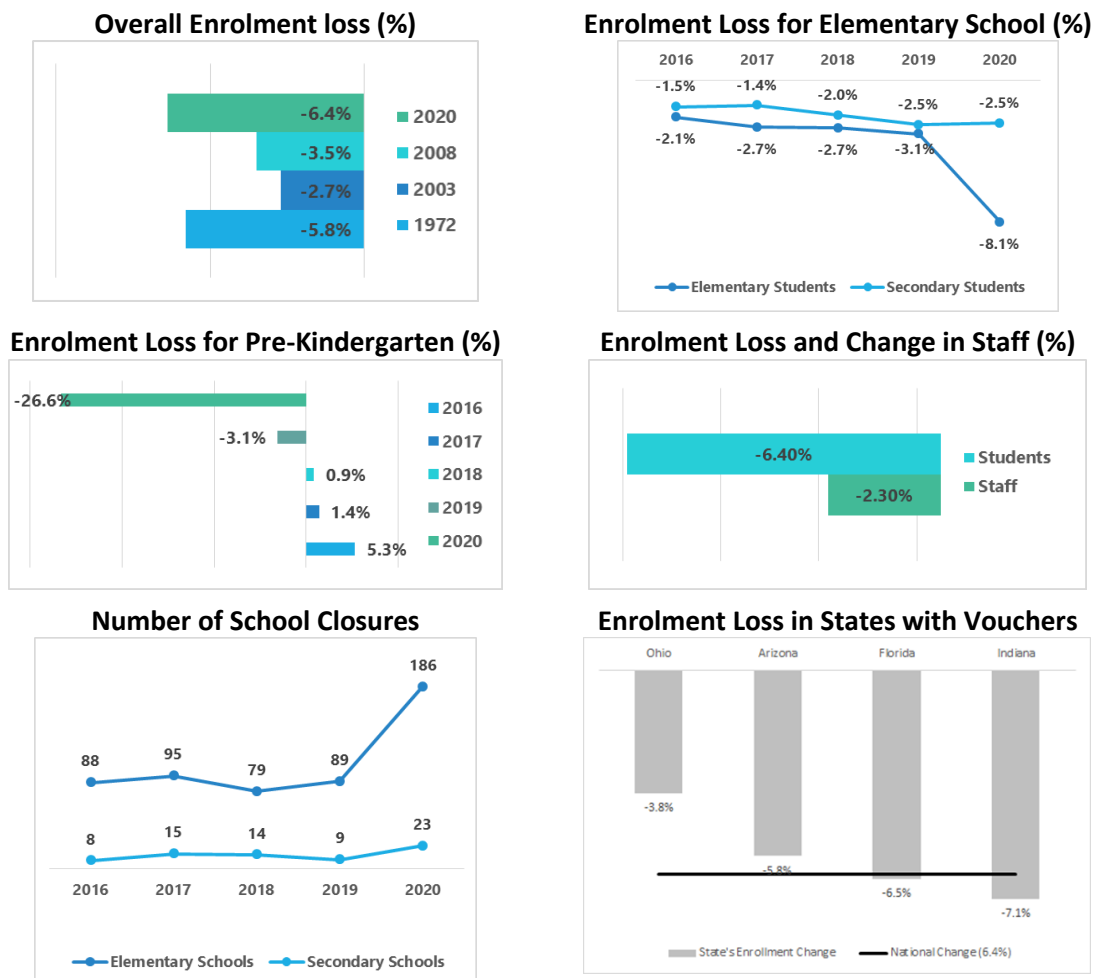 Overall Enrolment loss (%)
-6.4%
-3.5%
-2.7%
-5.8%
2020
2008
2003
1972
Enrolment Loss for Elementary School (%)
2016 2017 2018 2019 2020
-1.5% -1.4% -2.0% -2.5% -2.5%
-2.1% -2.7% -2.7% -3.1% -8.1%
Elementary Students Secondary Students
Enrolment Loss for Pre-Kindergarten (%)
-26.6%
-3.1%
0.9%
1.4%
5.3%
2016
2017
2018
2019
2020
Enrolment Loss and Change in Staff (%)
-6.40%
-2.30%
Students
Staff
Number of School Closures
88 95 79 89 186
8 15 14 9 23
2016 2017 2018 2019 2020
Elementary Schools Secondary Schools
Enrolment Loss in States with Vouchers
Ohio Arizona Florida Indiana
-3.8%
-5.8%
-6.5%
-7.1%
State's Enrollment Change National Change (6.4%)